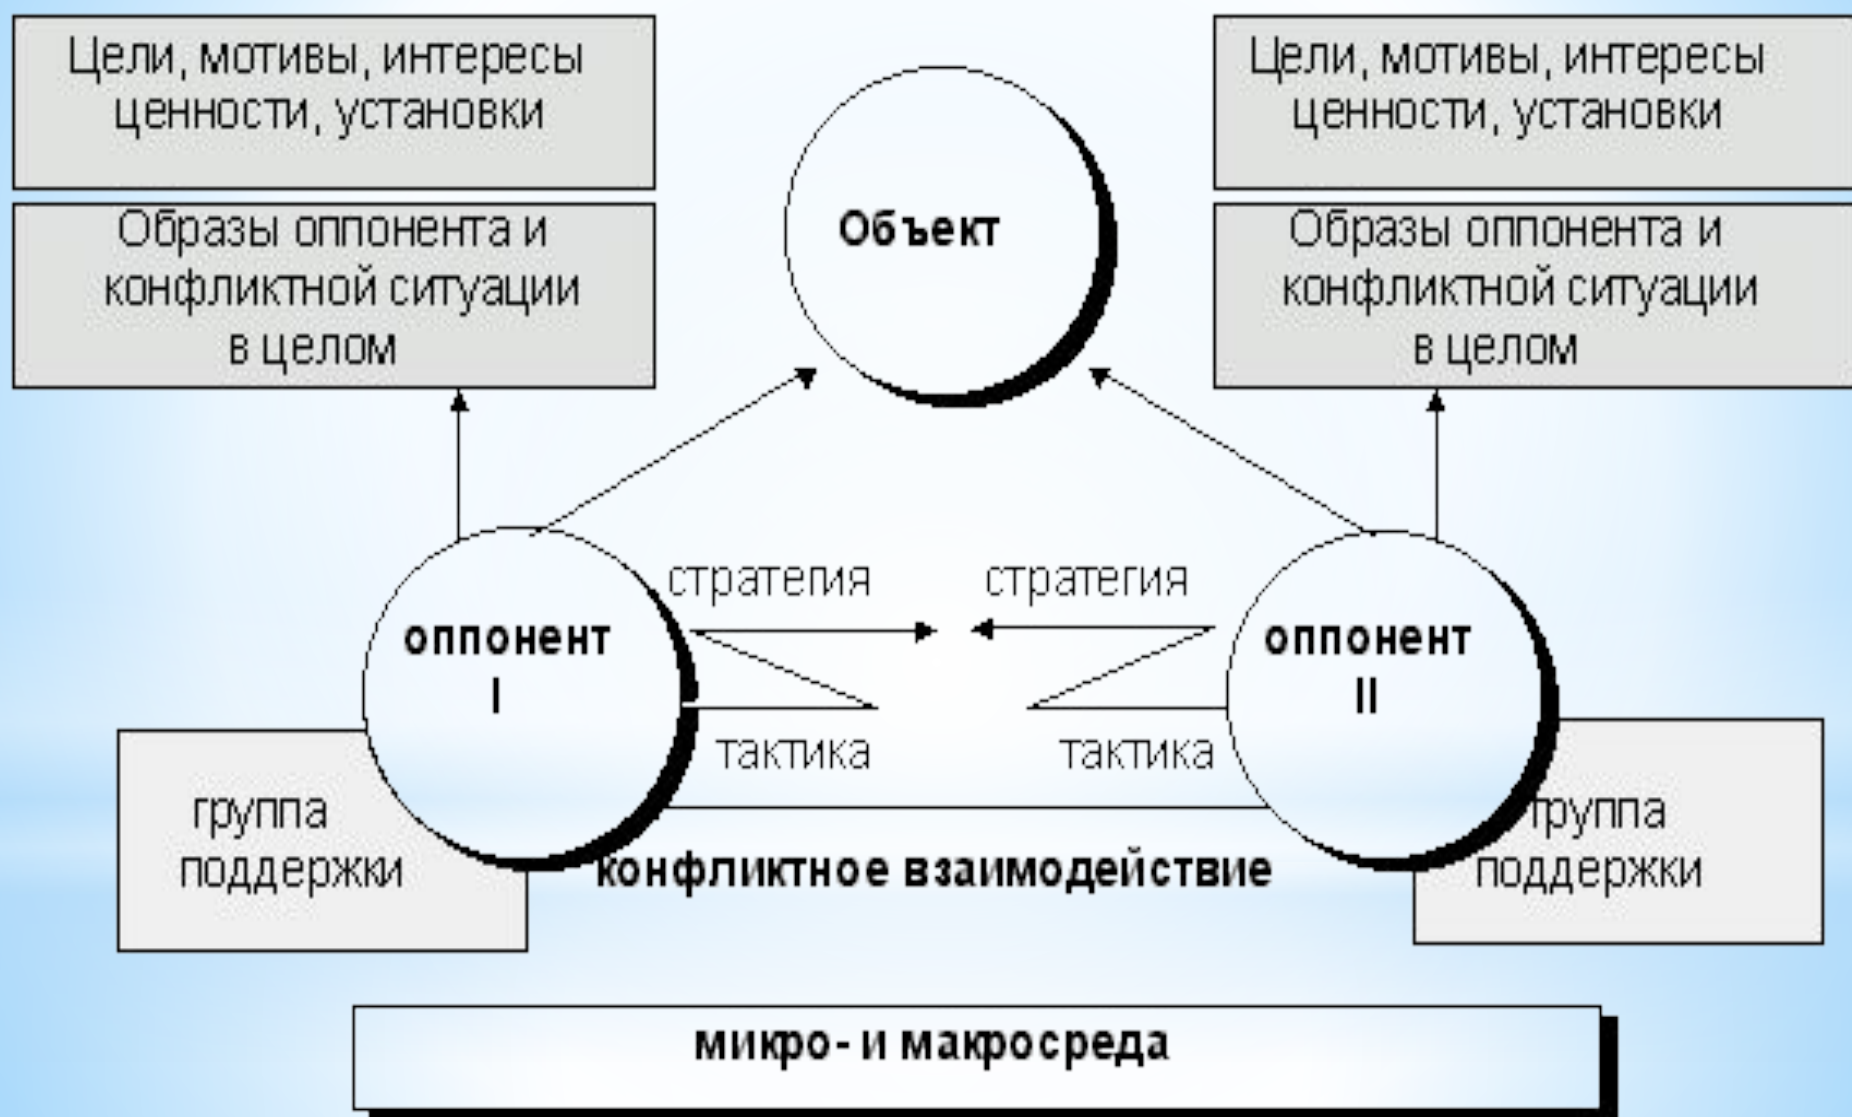 Цели, мотивы, интересы
ценности, установки
Образы оппонента и
конфликтной ситуации
в целом
Объект
Цели, мотивы, интересы
ценности, установки
Образы оппонента и
конфликтной ситуации
в целом
оппонент
I
стратегия
тактика
стратегия
тактика
оппонент
II
группа
поддержки
конфликтное взаимодействие
группа
поддержки
микро- и макросреда